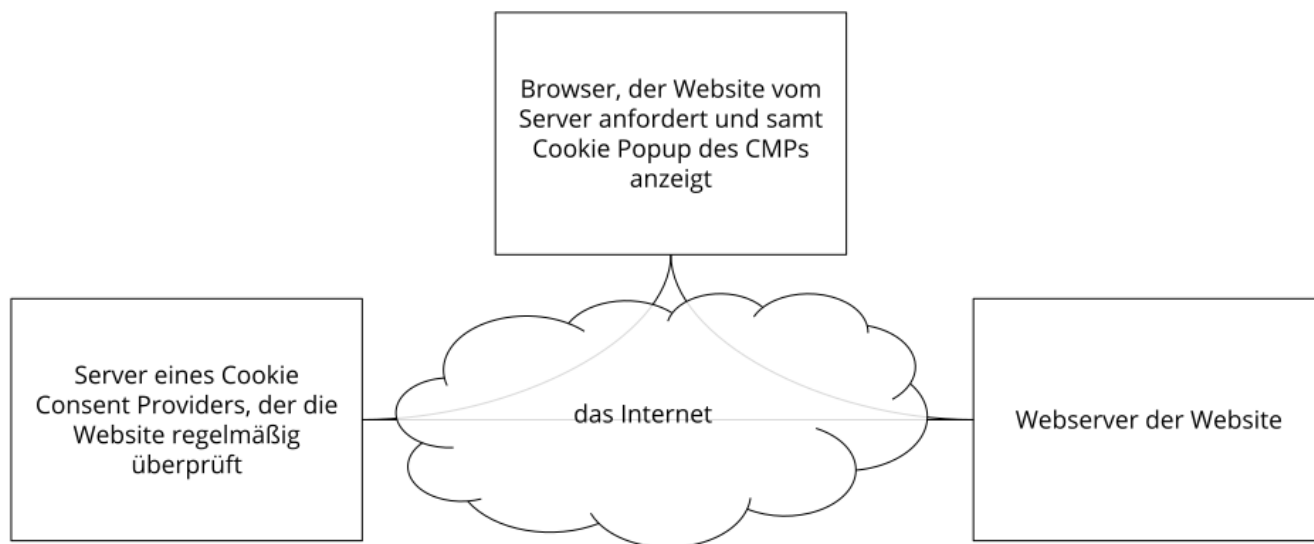 Browser, der Website vom
Server anfordert und samt
Cookie Popup des CMPs
anzeigt
Server eines Cookie
Consent Providers, der die
Website regelmäßig
überprüft
das Internet
Webserver der Website